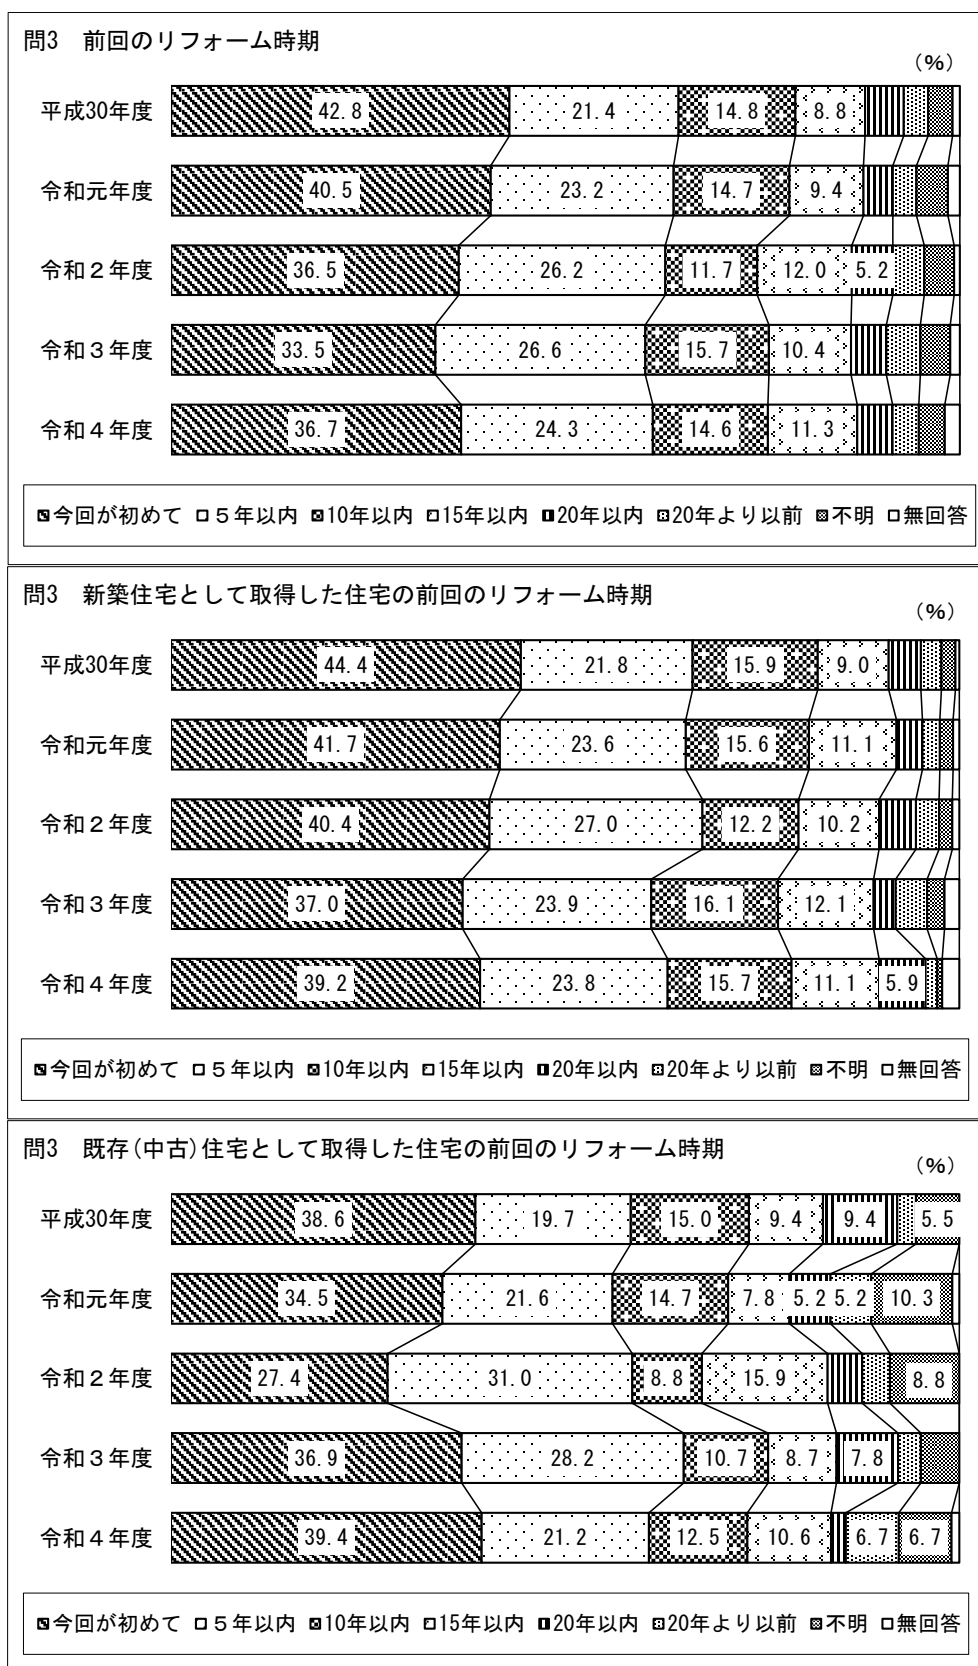 問3　前回のリフォーム時期
(%)
平成30年度 42.8 21.4 14.8 8.8
令和元年度 40.5 23.2 14.7 9.4
令和２年度 36.5 26.2 11.7 12.0 5.2
令和３年度 33.5 26.6 15.7 10.4
令和４年度 36.7 24.3 14.6 11.3
今回が初めて ５年以内 10年以内 15年以内 20年以内 20年より以前 不明 無回答
問3　新築住宅として取得した住宅の前回のリフォーム時期
(%)
平成30年度 44.4 21.8 15.9 9.0
令和元年度 41.7 23.6 15.6 11.1
令和２年度 40.4 27.0 12.2 10.2
令和３年度 37.0 23.9 16.1 12.1
令和４年度 39.2 23.8 15.7 11.1 5.9
今回が初めて ５年以内 10年以内 15年以内 20年以内 20年より以前 不明 無回答
問3　既存(中古)住宅として取得した住宅の前回のリフォーム時期
(%)
平成30年度 38.6 19.7 15.0 9.4 9.4 5.5
令和元年度 34.5 21.6 14.7 7.8 5.2 5.2 10.3
令和２年度 27.4 31.0 8.8 15.9 8.8
令和３年度 36.9 28.2 10.7 8.7 7.8
令和４年度 39.4 21.2 12.5 10.6 6.7 6.7
今回が初めて ５年以内 10年以内 15年以内 20年以内 20年より以前 不明 無回答